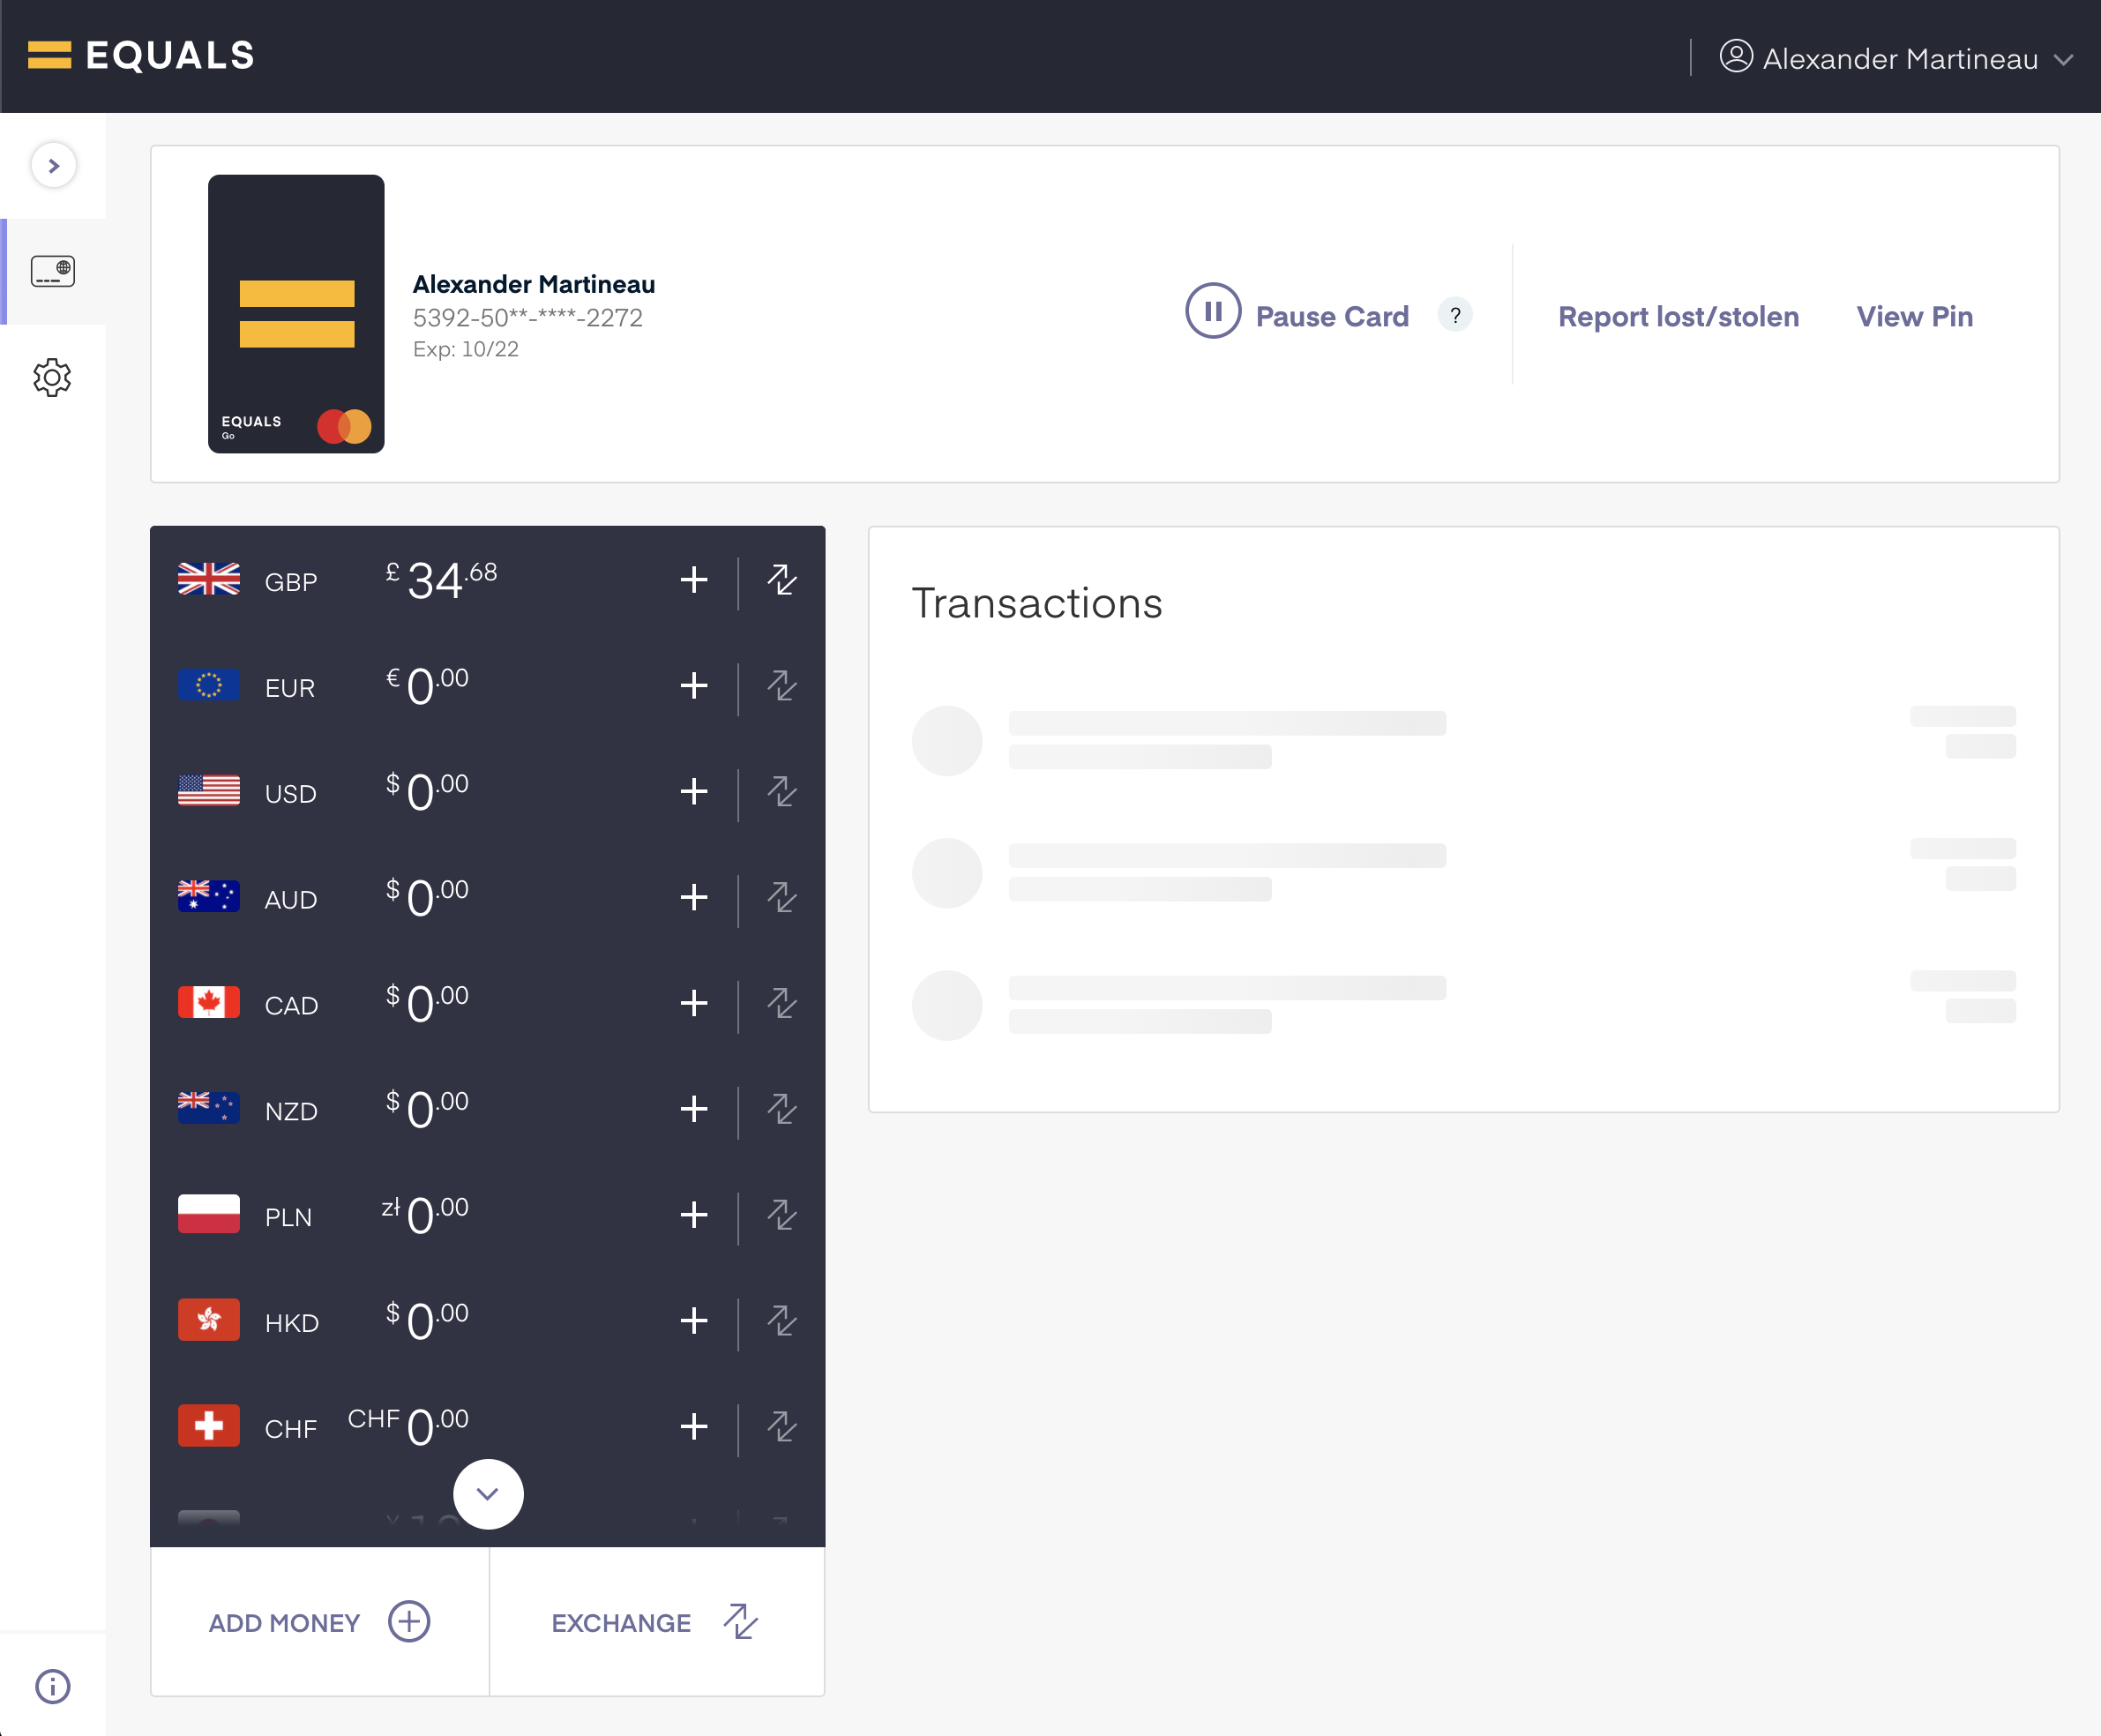 EQUALS
Alexander Martineau
Alexander Martineau
5392-50**-****-2272
Exp: 10/22
EQUALS
Go
Pause Card ?
Report lost/stolen
View Pin
GBP £34.68
EUR €0.00
USD $0.00
AUD $0.00
CAD $0.00
NZD $0.00
PLN zł0.00
HKD $0.00
CHF CHF0.00
ADD MONEY
EXCHANGE
Transactions